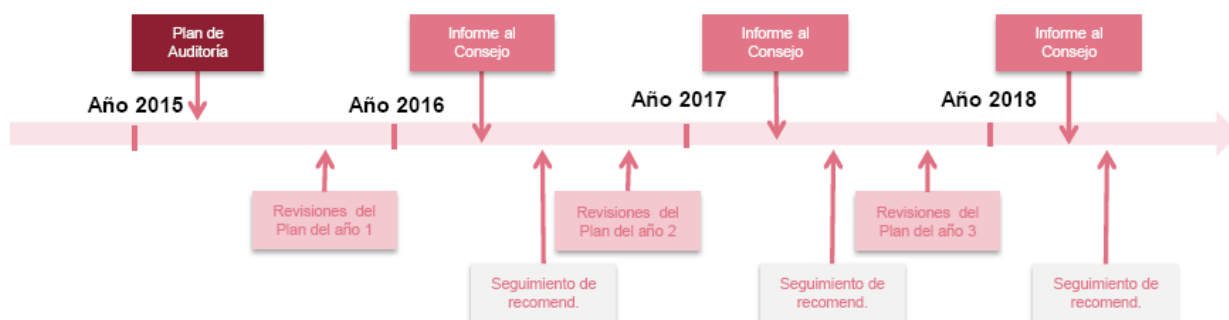 Plan de
Auditoría
Informe al
Consejo
Informe al
Consejo
Informe al
Consejo
Año 2015
Año 2016
Año 2017
Año 2018
Revisiones del
Plan del año 1
Revisiones del
Plan del año 2
Revisiones del
Plan del año 3
Seguimiento de
recomend.
Seguimiento de
recomend.
Seguimiento de
recomend.